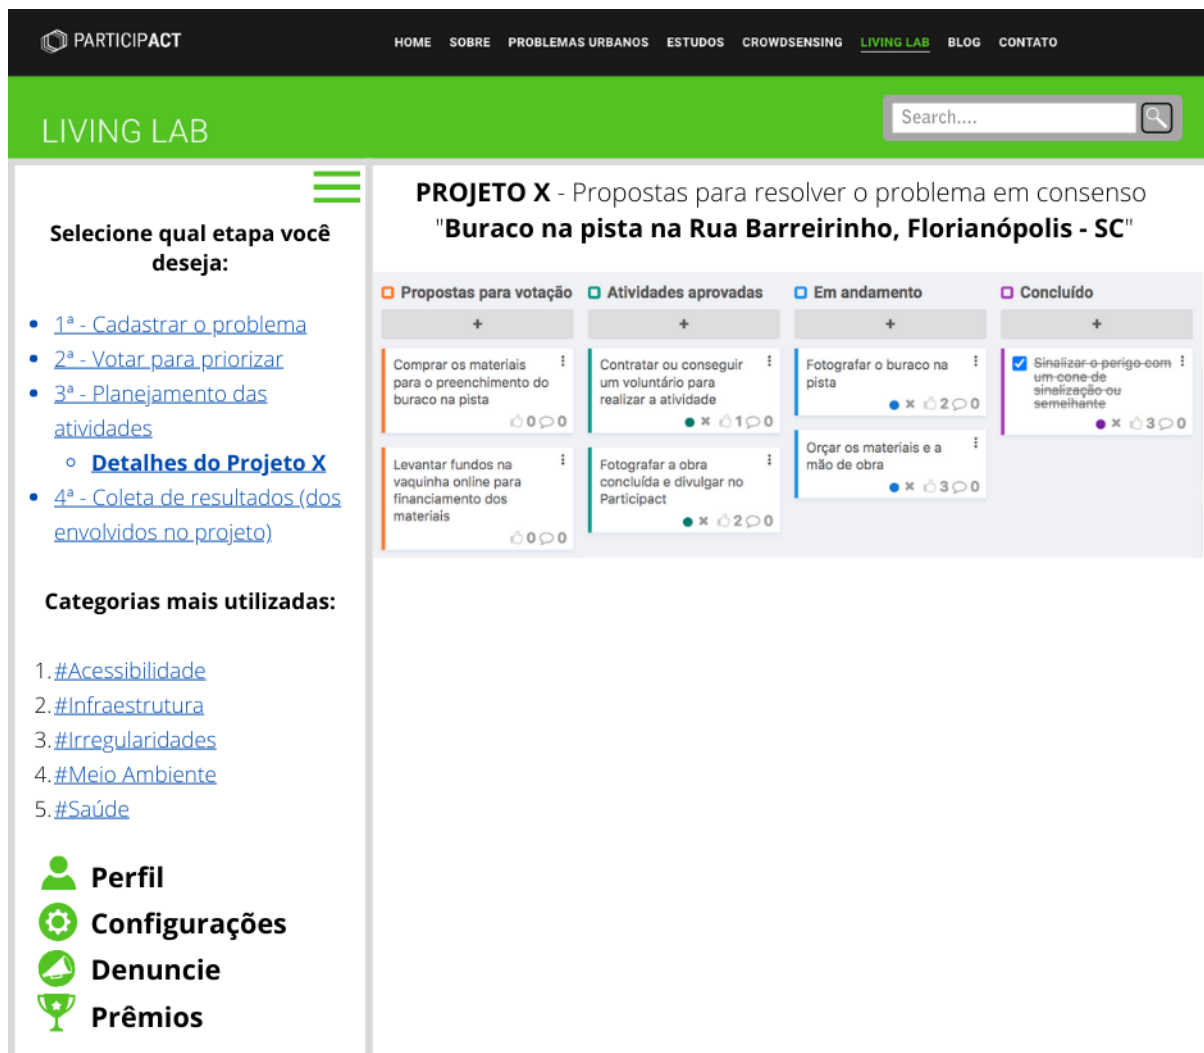 PARTICIPACT
HOME SOBRE PROBLEMAS URBANOS ESTUDOS CROWDSENSING LIVING LAB BLOG CONTATO
LIVING LAB
Search....
Selecione qual etapa você
deseja:
1ª - Cadastrar o problema
2ª - Votar para priorizar
3ª - Planejamento das
atividades
Detalhes do Projeto X
4ª - Coleta de resultados (dos
envolvidos no projeto)
Categorias mais utilizadas:
1. #Acessibilidade
2. #Infraestrutura
3. #Irregularidades
4. #Meio Ambiente
5. #Saúde
Perfil
Configurações
Denuncie
Prêmios
PROJETO X - Propostas para resolver o problema em consenso
"Buraco na pista na Rua Barreirinho, Florianópolis - SC"
Propostas para votação
+
Comprar os materiais
para o preenchimento do
buraco na pista
0 0
Levantar fundos na
vaquinha online para
financiamento dos
materiais
0 0
Atividades aprovadas
+
Contratar ou conseguir
um voluntário para
realizar a atividade
1 0
Fotografar a obra
concluída e divulgar no
Participact
2 0
Em andamento
+
Fotografar o buraco na
pista
2 0
Orçar os materiais e a
mão de obra
3 0
Concluído
+
Sinalizar o perigo com
um cone de
sinalização ou
semelhante
3 0